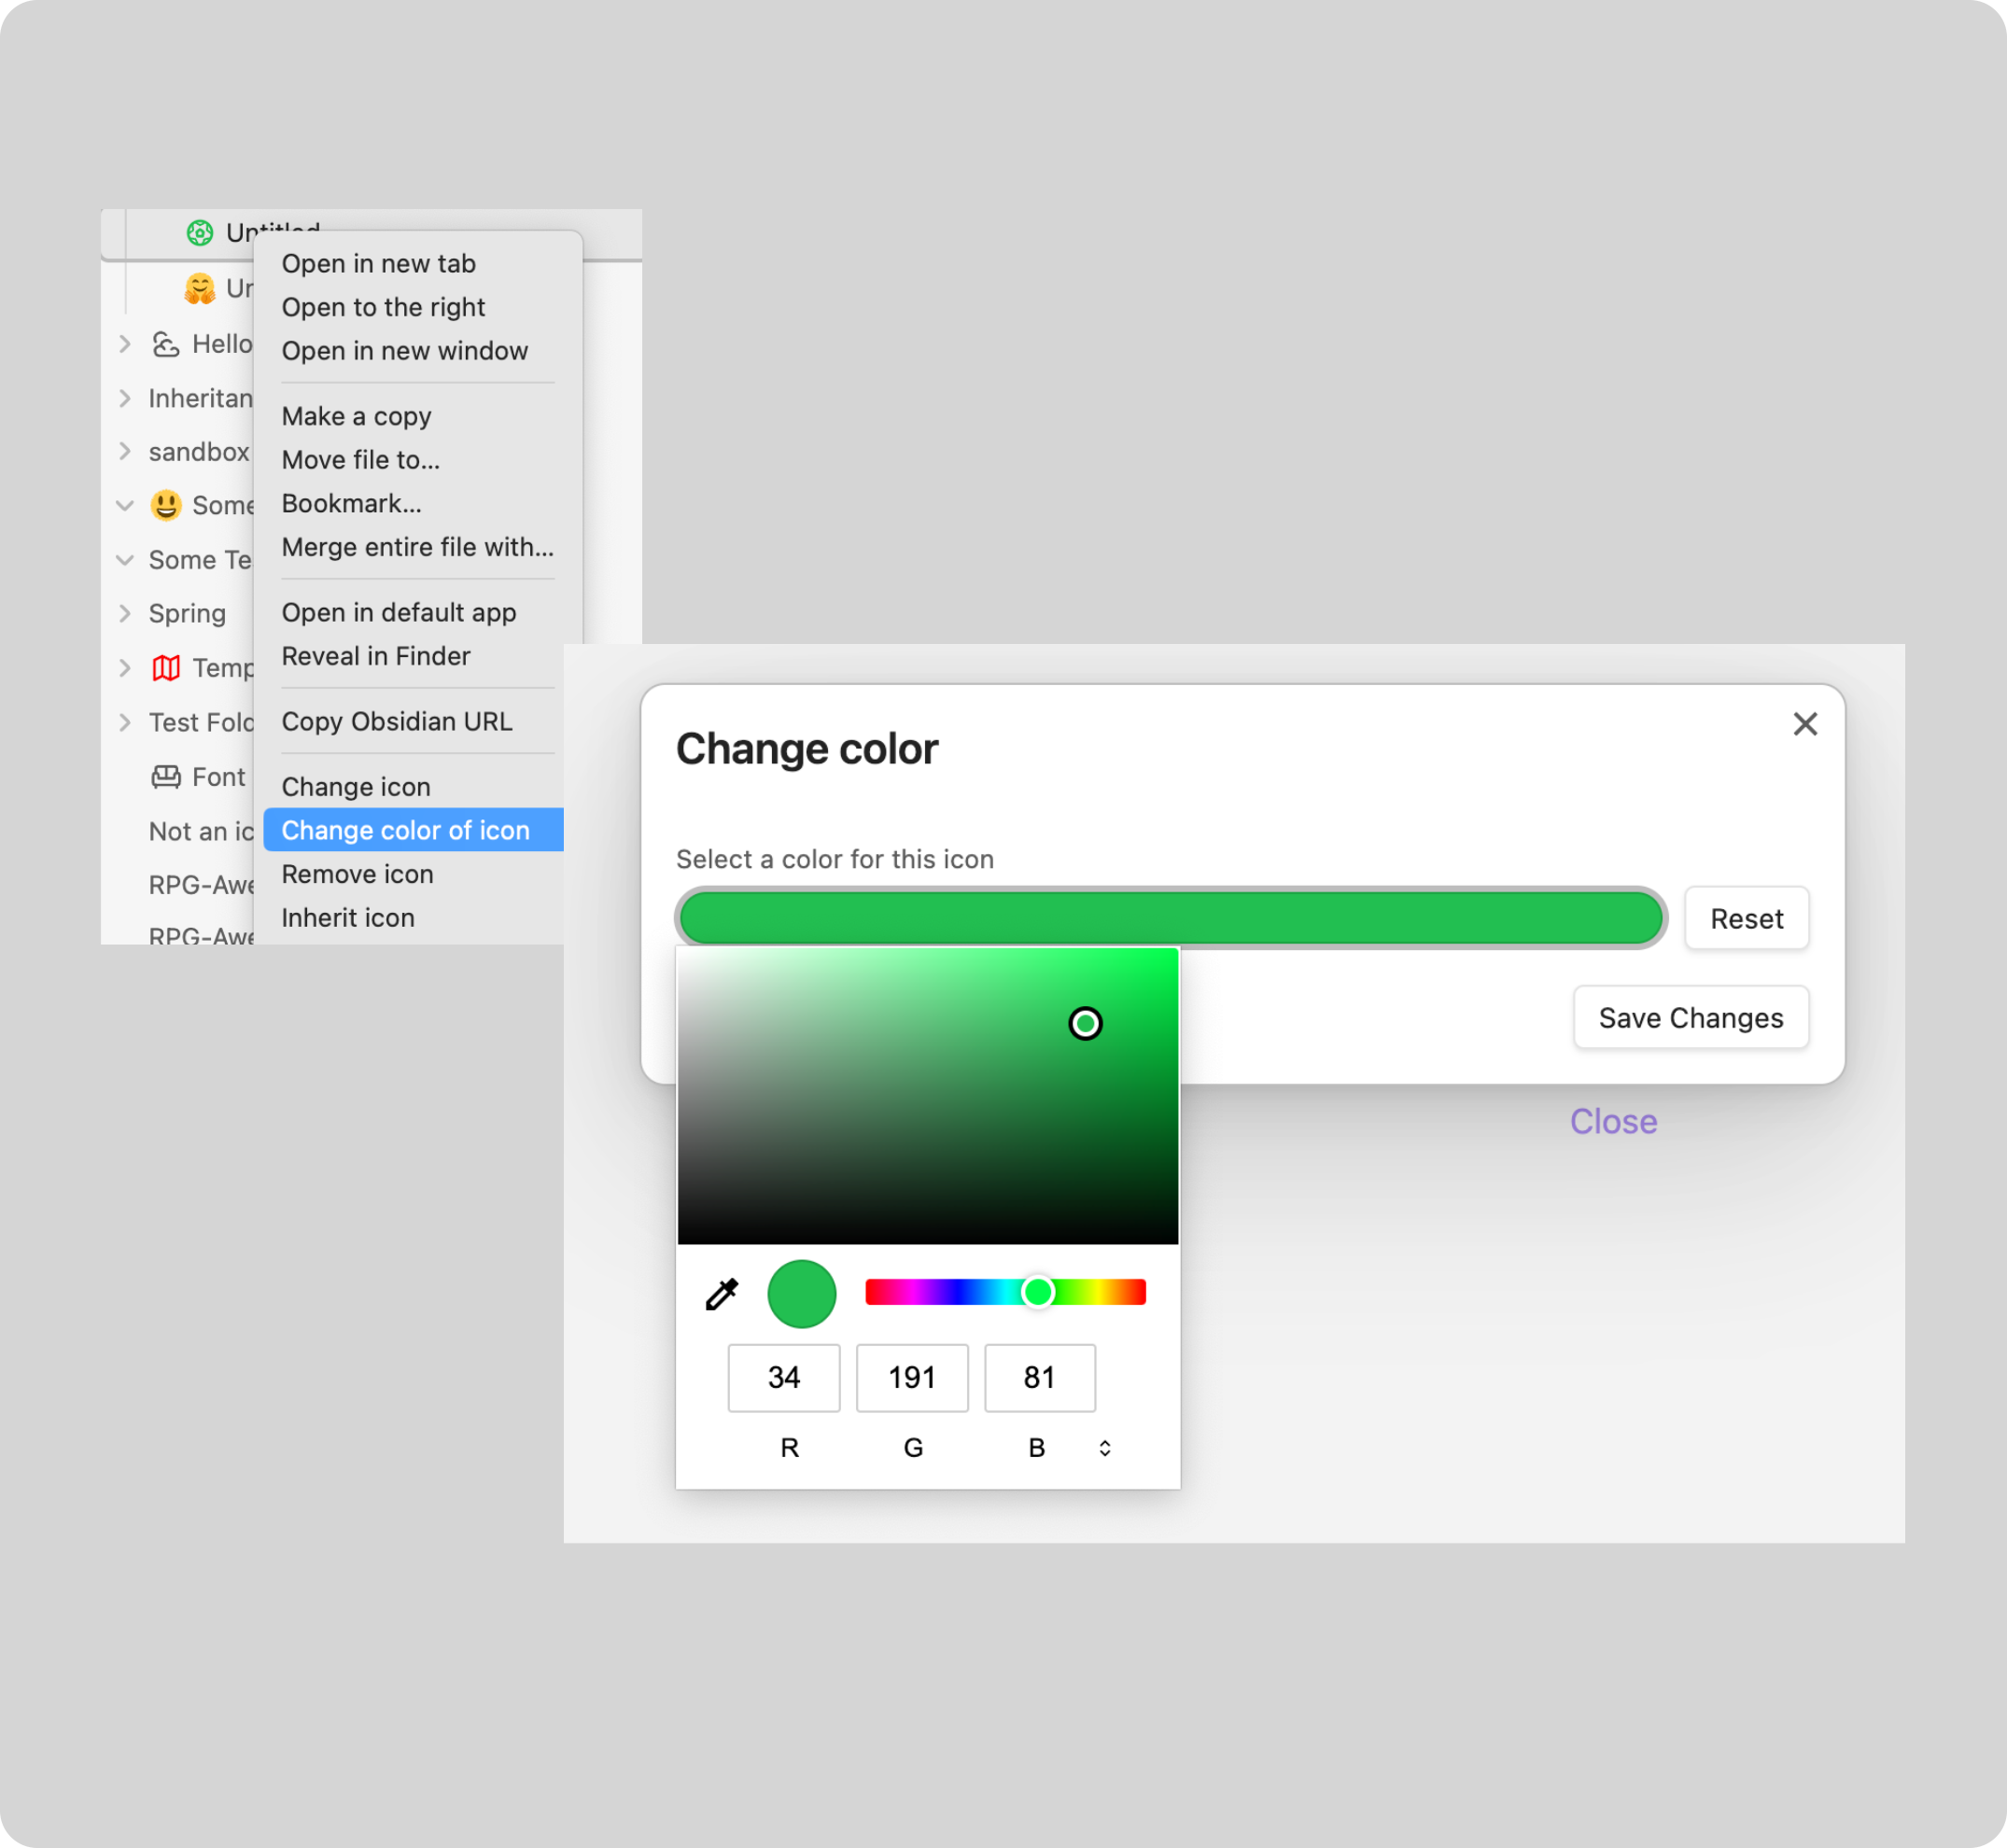 Untitled
Open in new tab
Open to the right
Open in new window
Hello
Inheritan
Make a copy
sandbox
Move file to...
Some
Bookmark...
Merge entire file with...
Some Te
Spring
Open in default app
Temp
Reveal in Finder
Test Fold
Copy Obsidian URL
Font
Change icon
Not an ic
Change color of icon
RPG-Awe
Remove icon
RPG-Awe
Inherit icon
Change color
Select a color for this icon
Reset
Save Changes
Close
34 191 81
R G B